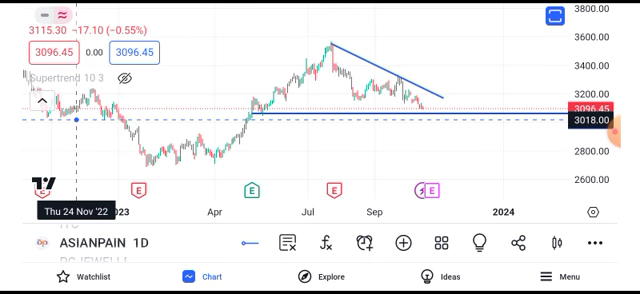 3800.00
3115.30 −17.10 (−0.55%)
3600.00
3096.45 0.00 3096.45
3400.00
Supertrend 10 3
3200.00
3096.45
3018.00
2800.00
2600.00
E E E E
Thu 24 Nov '22
2023 Apr Jul Sep 2024
ASIANPAIN 1D
Watchlist Chart Explore Ideas Menu